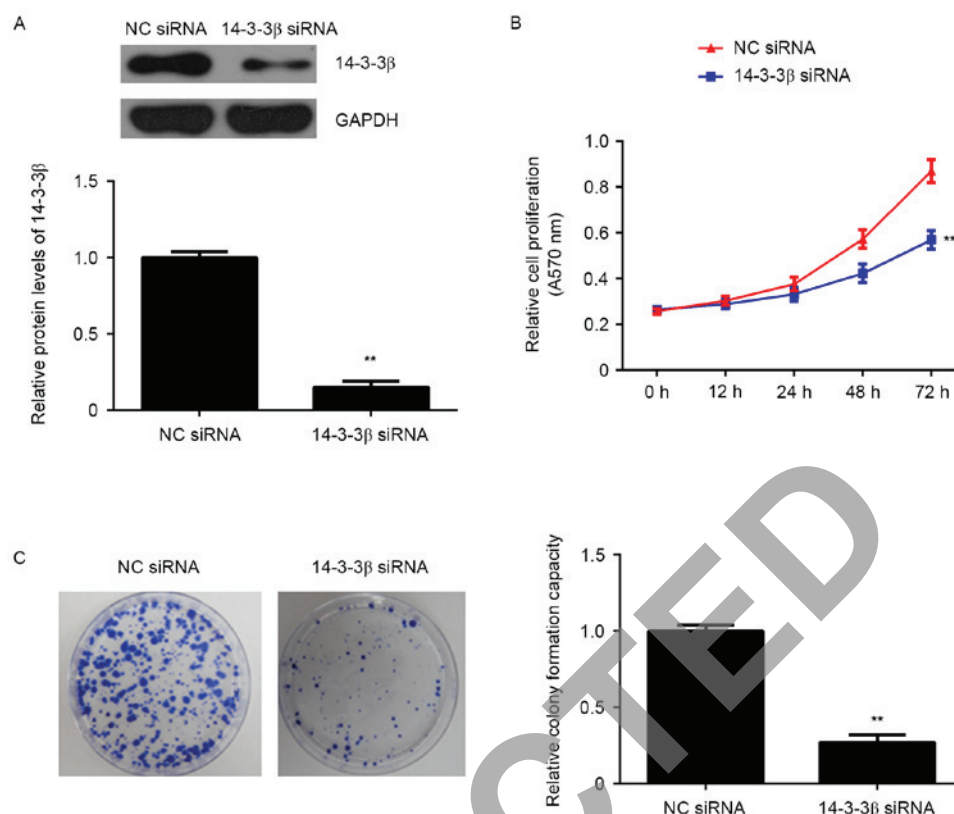 A
NC siRNA 14-3-3β siRNA
14-3-3β
GAPDH
Relative protein levels of 14-3-3β
1.5
1.0
0.5
0
**
NC siRNA 14-3-3β siRNA
B
NC siRNA
14-3-3β siRNA
Relative cell proliferation
(A570 nm)
1.0
0.8
0.6
0.4
0.2
0
**
0 h 12 h 24 h 48 h 72 h
C
NC siRNA 14-3-3β siRNA
Relative colony formation capacity
1.5
1.0
0.5
0
**
NC siRNA 14-3-3β siRNA
CTED